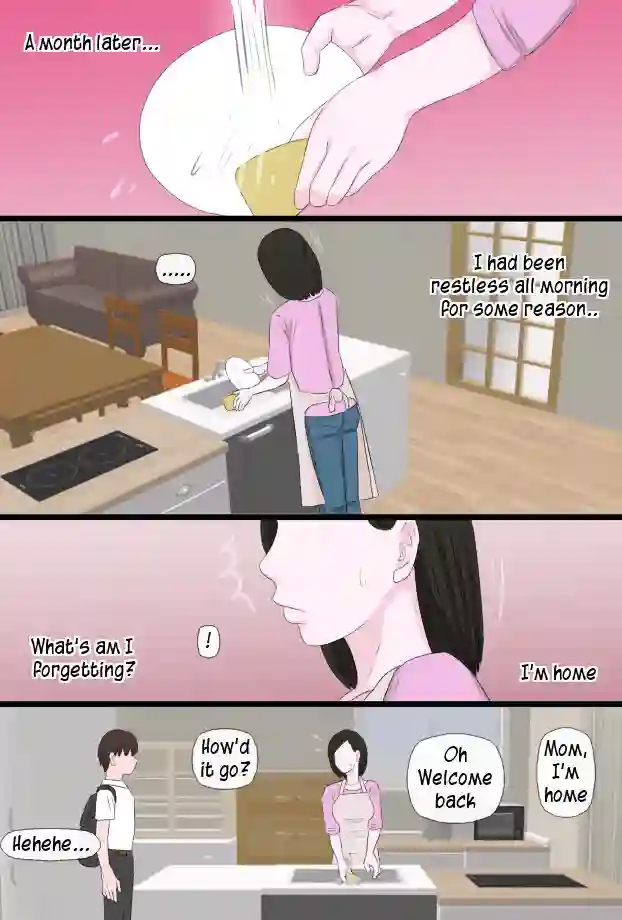 A month later...
.....
I had been
restless all morning
for some reason..
What's am I
forgetting?
!
I'm home
Mom,
I'm
home
Oh
Welcome
back
How'd
it go?
Hehehe...